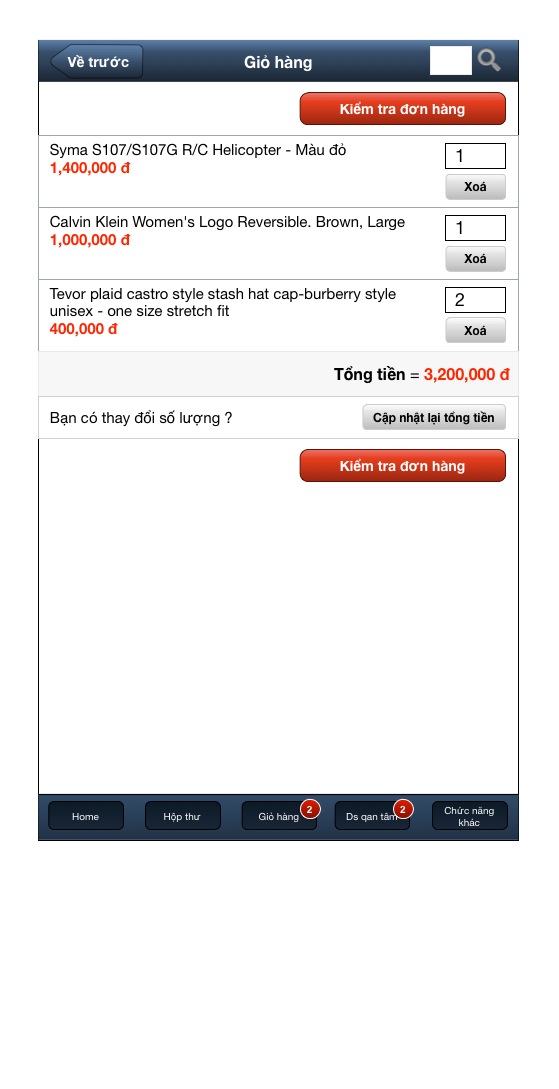 Về trước
Giỏ hàng
Kiểm tra đơn hàng
Syma S107/S107G R/C Helicopter - Màu đỏ
1,400,000 đ
1
Xoá
Calvin Klein Women's Logo Reversible. Brown, Large
1,000,000 đ
1
Xoá
Tevor plaid castro style stash hat cap-burberry style
unisex - one size stretch fit
400,000 đ
2
Xoá
Tổng tiền = 3,200,000 đ
Bạn có thay đổi số lượng ?
Cập nhật lại tổng tiền
Kiểm tra đơn hàng
Home
Hộp thư
Giỏ hàng
2
Ds qan tâm
2
Chức năng
khác